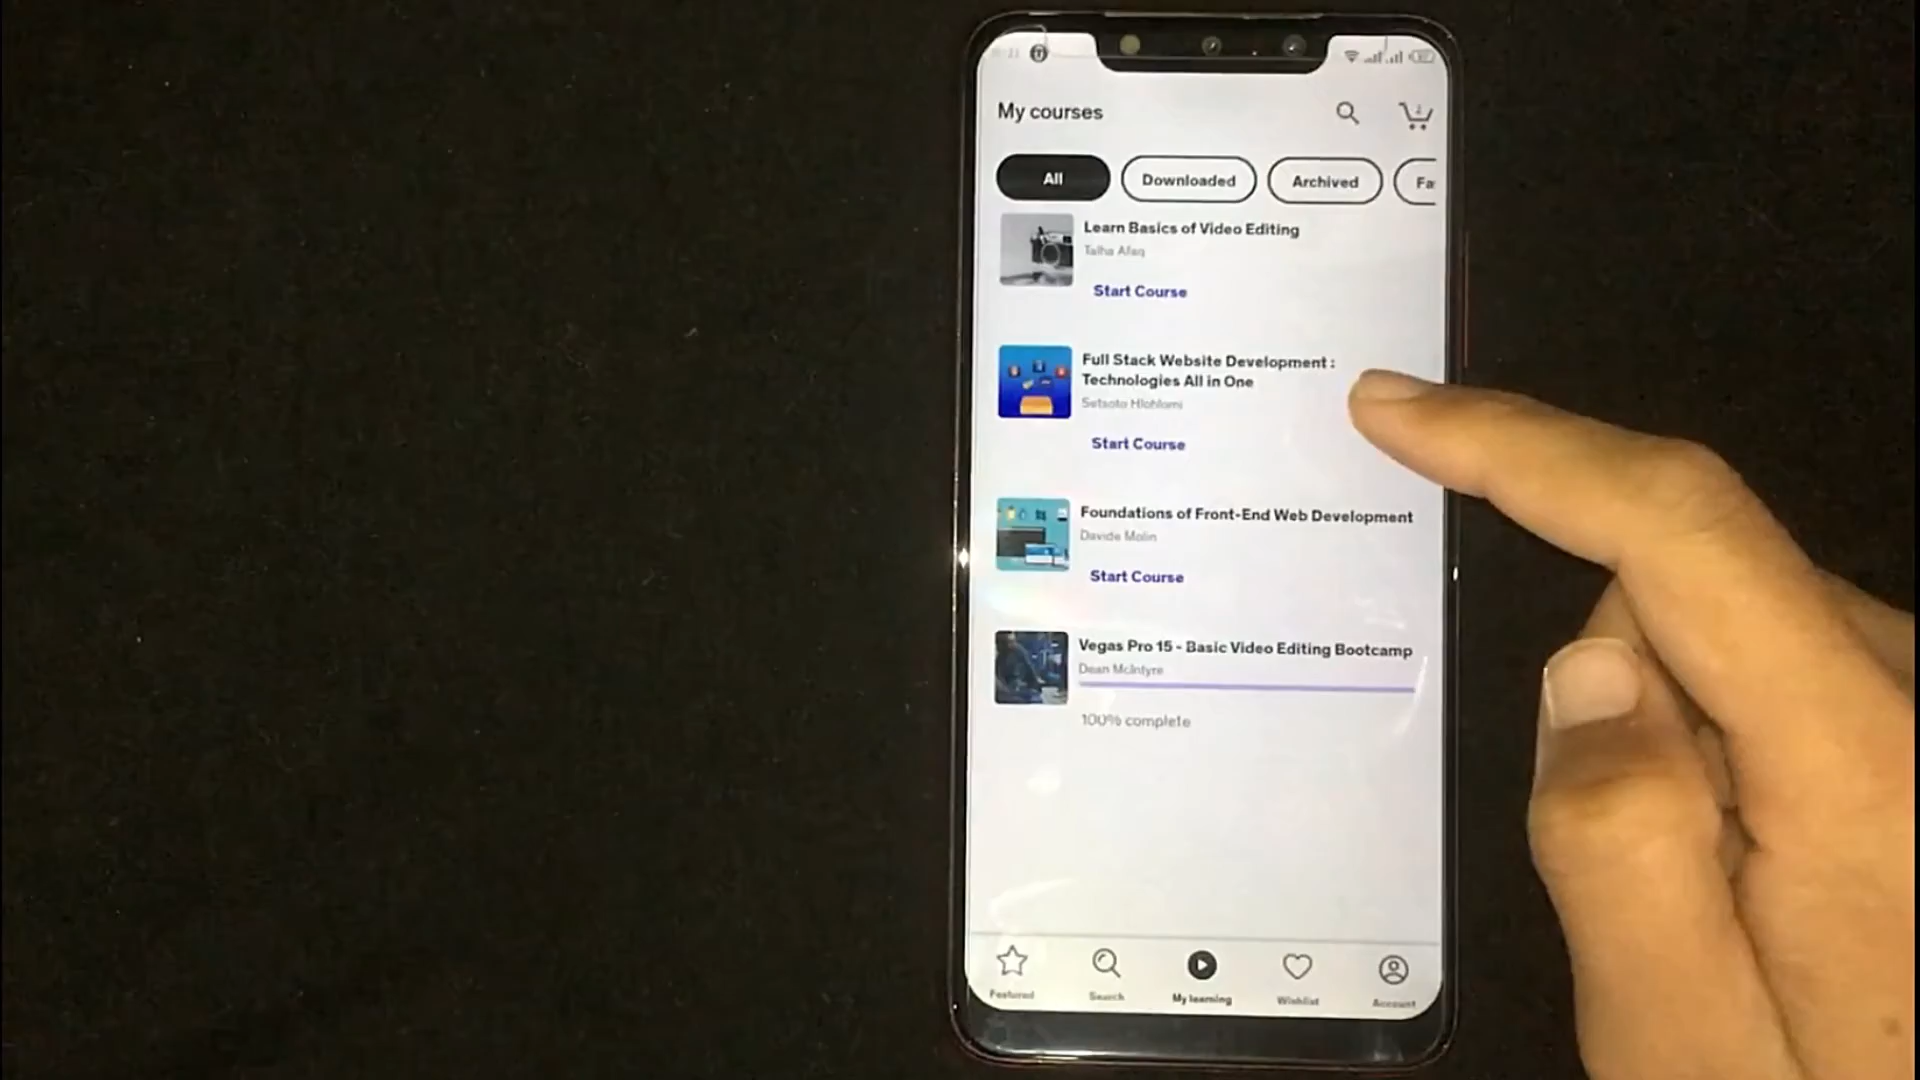 My courses
2
All
Downloaded
Archived
Fa
Learn Basics of Video Editing
Talha Afaq
Start Course
Full Stack Website Development :
Technologies All in One
Setsoto Hlohlomi
Start Course
Foundations of Front-End Web Development
Davide Molin
Start Course
Vegas Pro 15 - Basic Video Editing Bootcamp
Dean McIntyre
100% complete
Featured
Search
My learning
Wishlist
Account